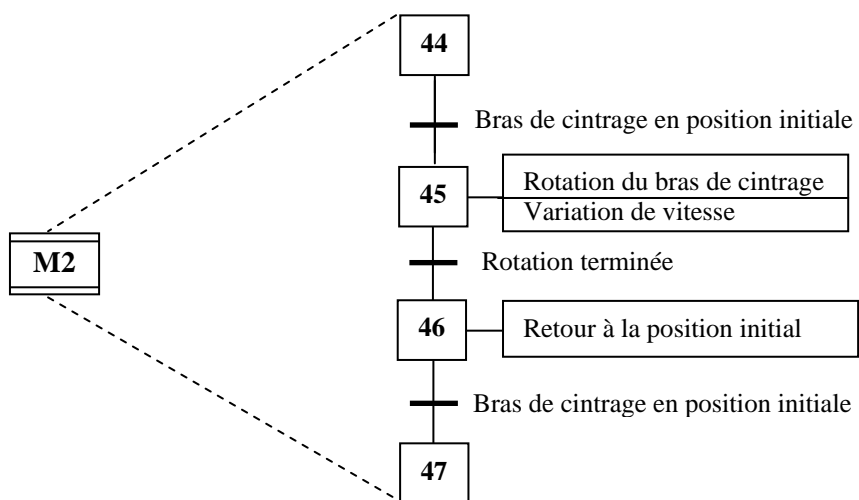 44
Bras de cintrage en position initiale
45
Rotation du bras de cintrage
Variation de vitesse
M2
Rotation terminée
46
Retour à la position initial
Bras de cintrage en position initiale
47